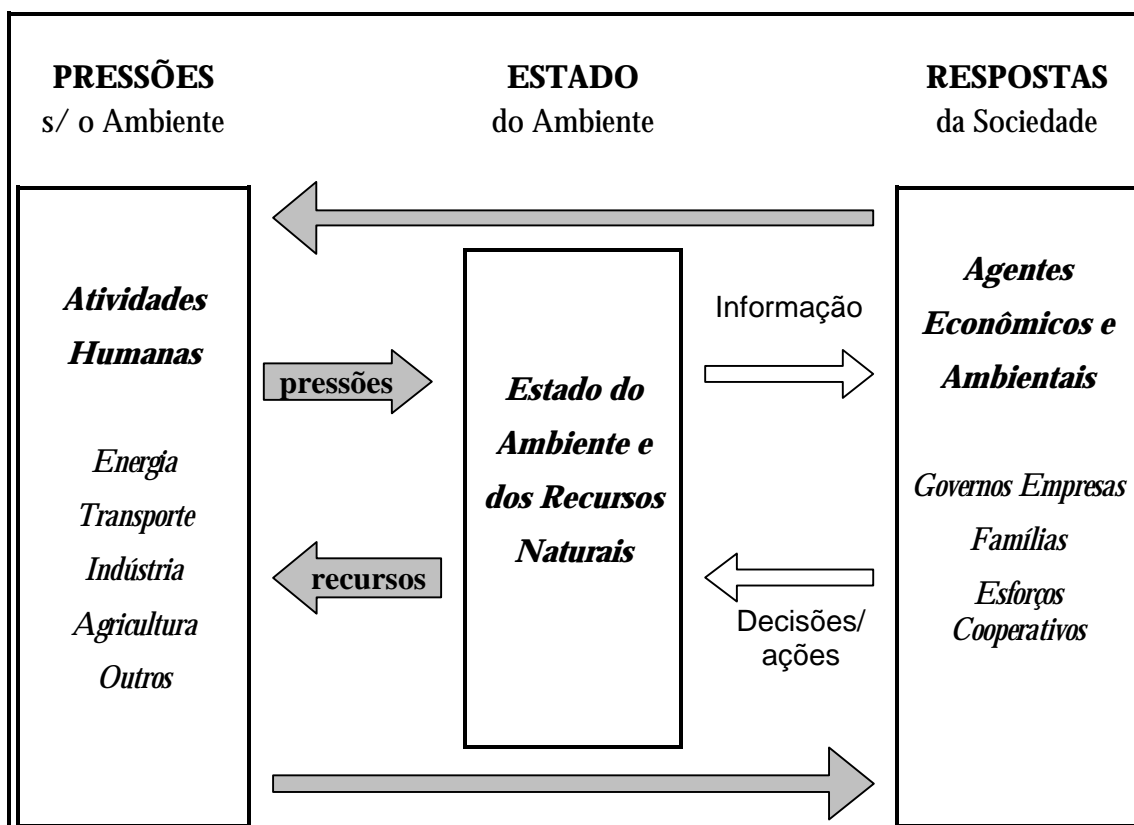 PRESSÕES
s/ o Ambiente
ESTADO
do Ambiente
RESPOSTAS
da Sociedade
Atividades
Humanas
Energia
Transporte
Indústria
Agricultura
Outros
pressões
recursos
Estado do
Ambiente e
dos Recursos
Naturais
Informação
Decisões/
ações
Agentes
Econômicos e
Ambientais
Governos Empresas
Famílias
Esforços
Cooperativos